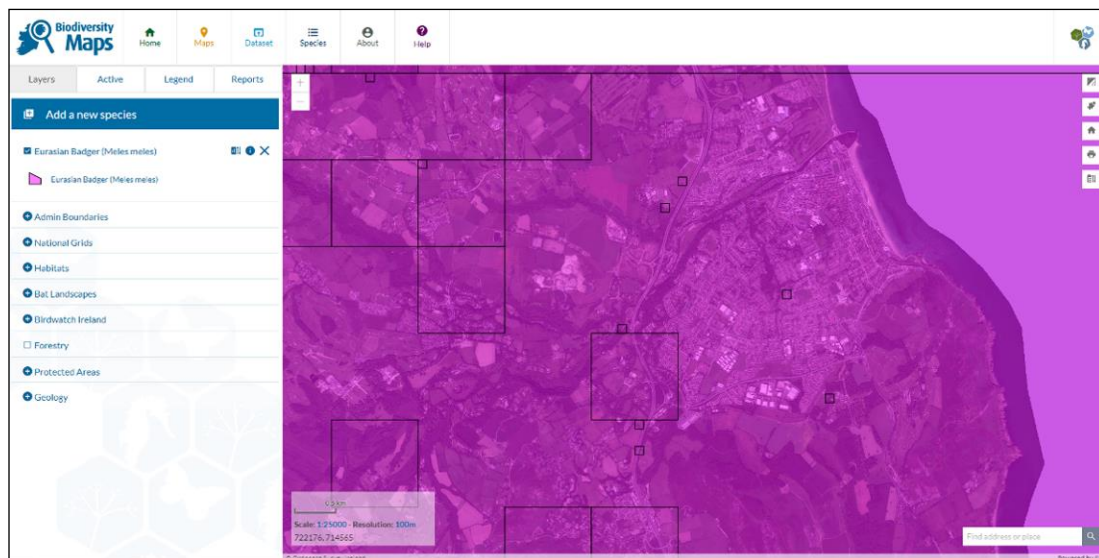 Biodiversity
Maps
Home
Maps
Dataset
Species
About
Help
Layers
Active
Legend
Reports
Add a new species
Eurasian Badger (Meles meles)
Eurasian Badger (Meles meles)
Admin Boundaries
National Grids
Habitats
Bat Landscapes
Birdwatch Ireland
Forestry
Protected Areas
Geology
Scale: 1:25000 - Resolution: 100m
722176, 714565
Find address or place